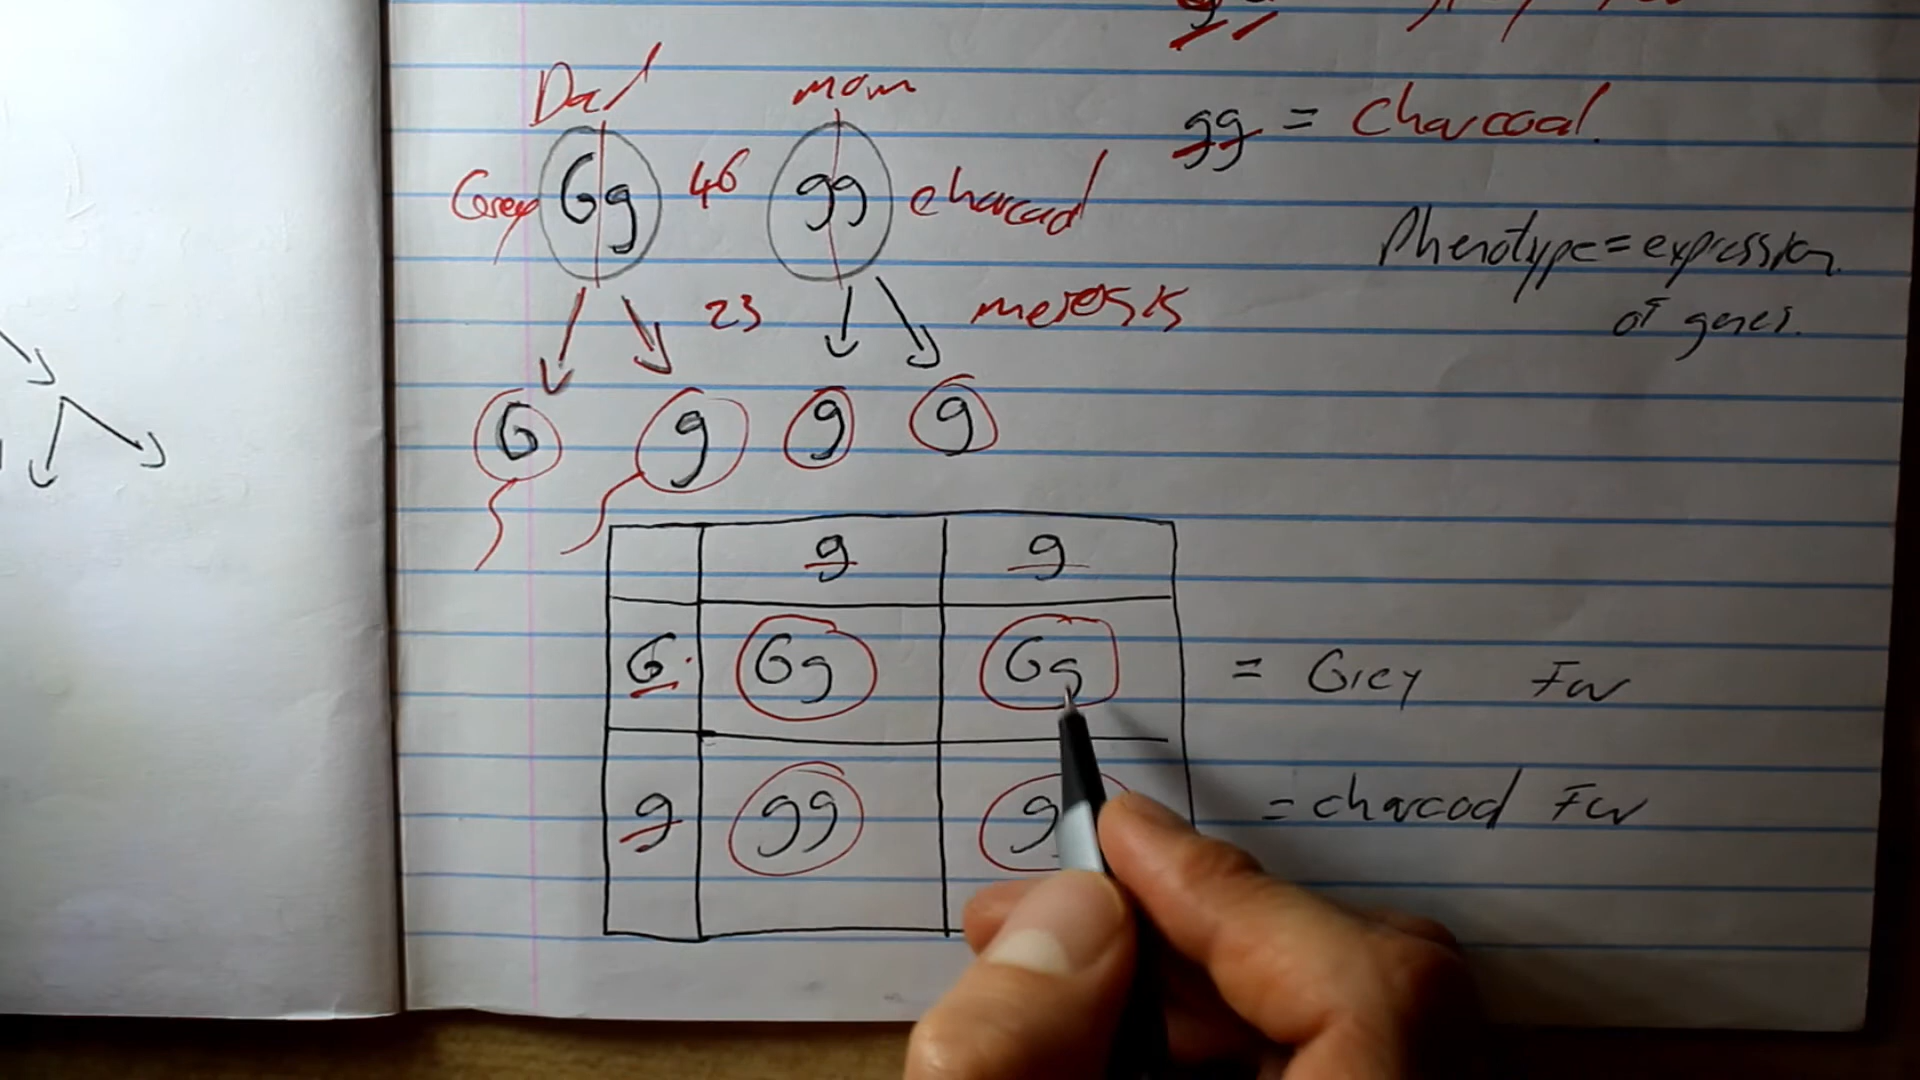 Dad mom
gg = Charcoal.
Grey Gg 46 gg charcoal
Phenotype = expression
of genes.
23 meiosis
G g g g
g g
G Gg Gg = Grey Fur
g gg g = charcoal Fur